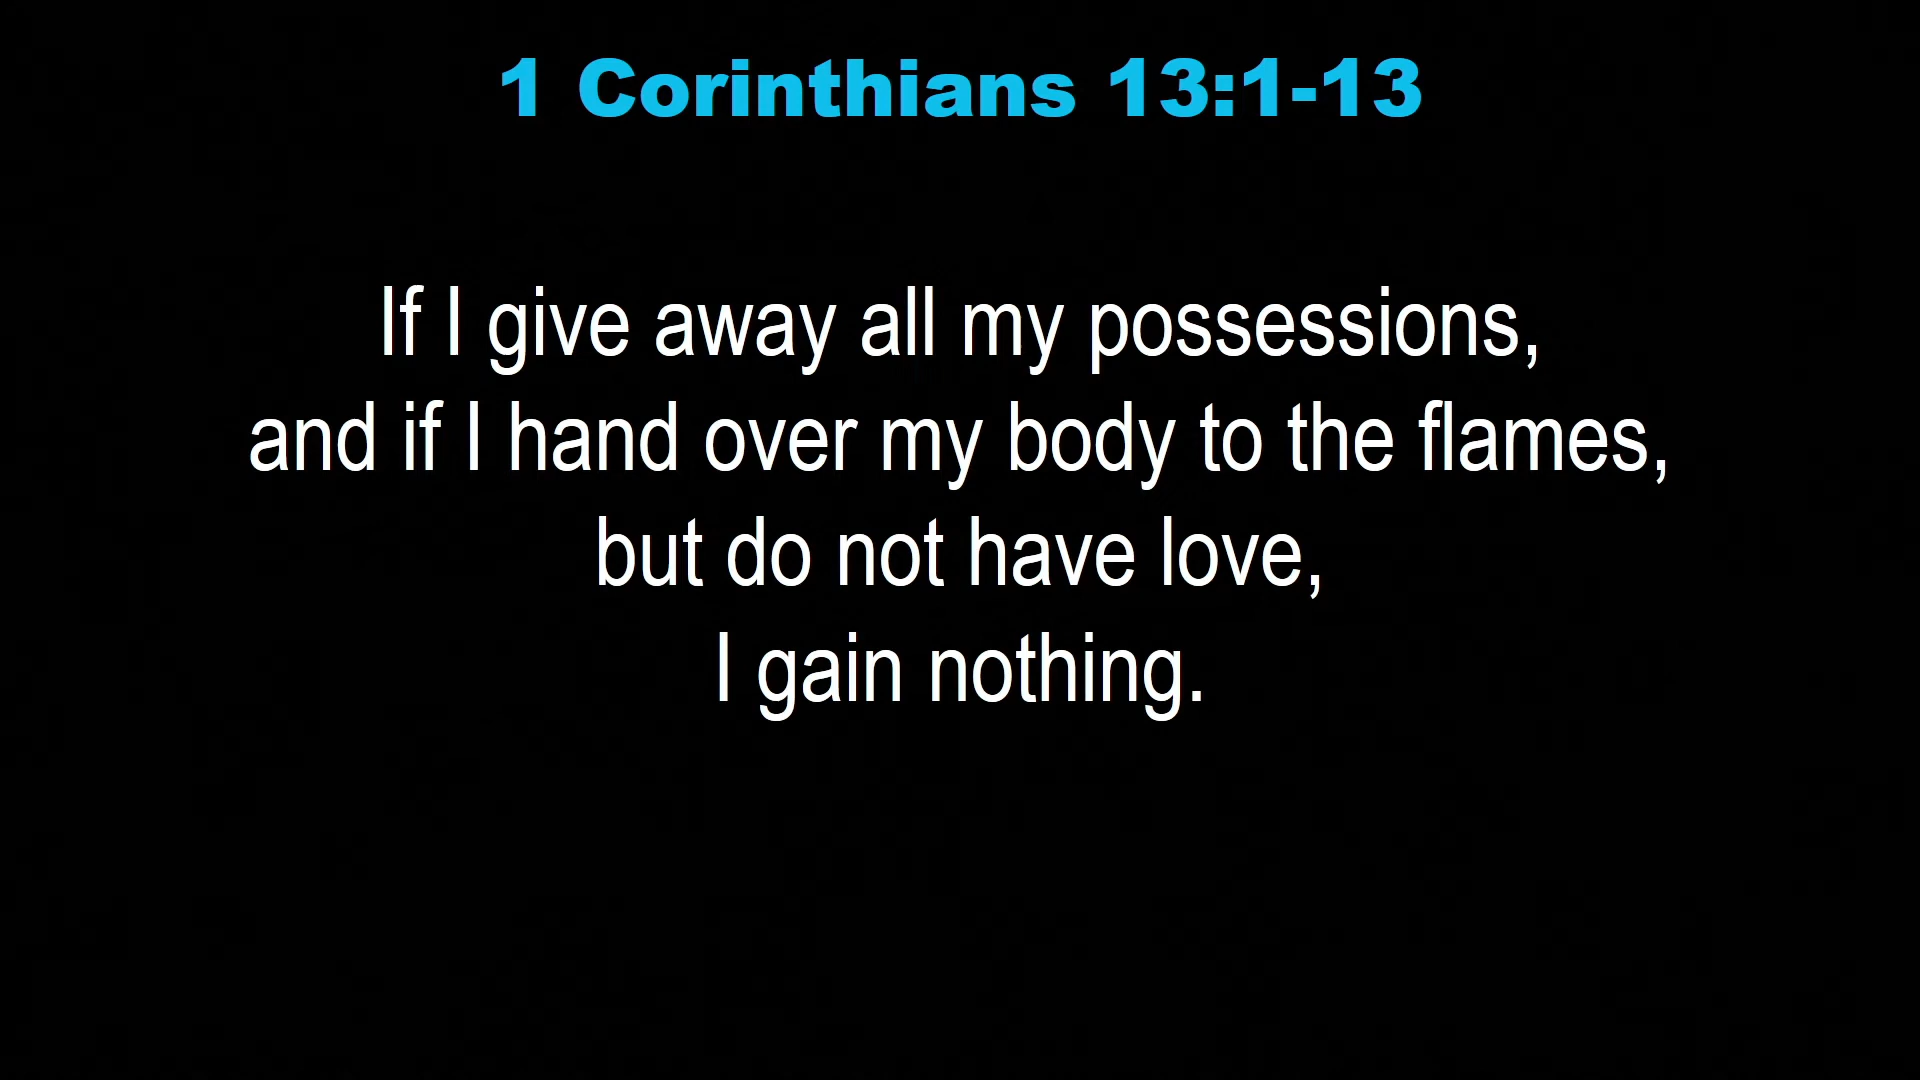 1 Corinthians 13:1-13
If I give away all my possessions,
and if I hand over my body to the flames,
but do not have love,
I gain nothing.